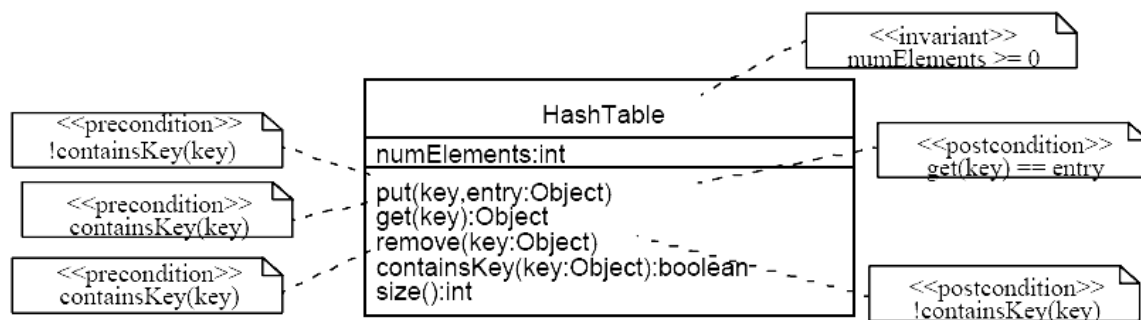 <<invariant>>
numElements >= 0
HashTable
<<precondition>>
!containsKey(key)
numElements:int
<<postcondition>>
get(key) == entry
put(key,entry:Object)
<<precondition>>
containsKey(key)
get(key):Object
remove(key:Object)
<<precondition>>
containsKey(key)
containsKey(key:Object):boolean
size():int
<<postcondition>>
!containsKey(key)